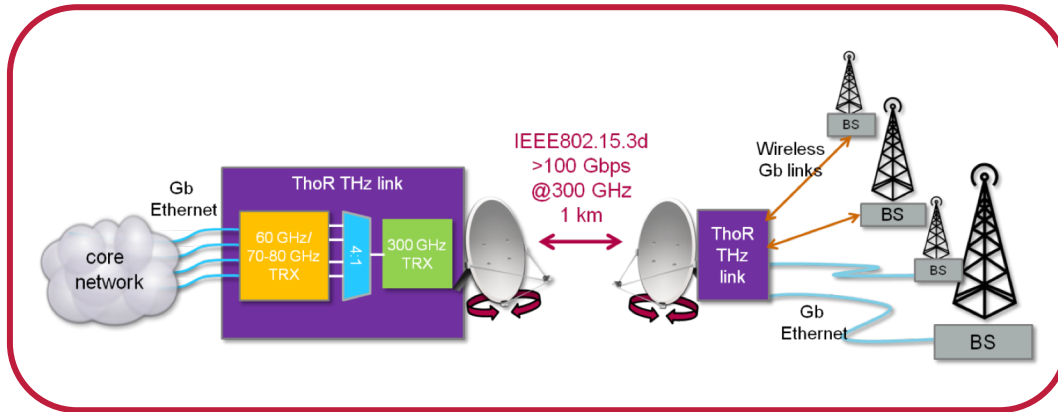 Gb
Ethernet
core
network
ThoR THz link
60 GHz/
70-80 GHz
TRX
4:1
300 GHz
TRX
IEEE802.15.3d
>100 Gbps
@300 GHz
1 km
ThoR
THz
link
Wireless
Gb links
Gb
Ethernet
BS
BS
BS
BS